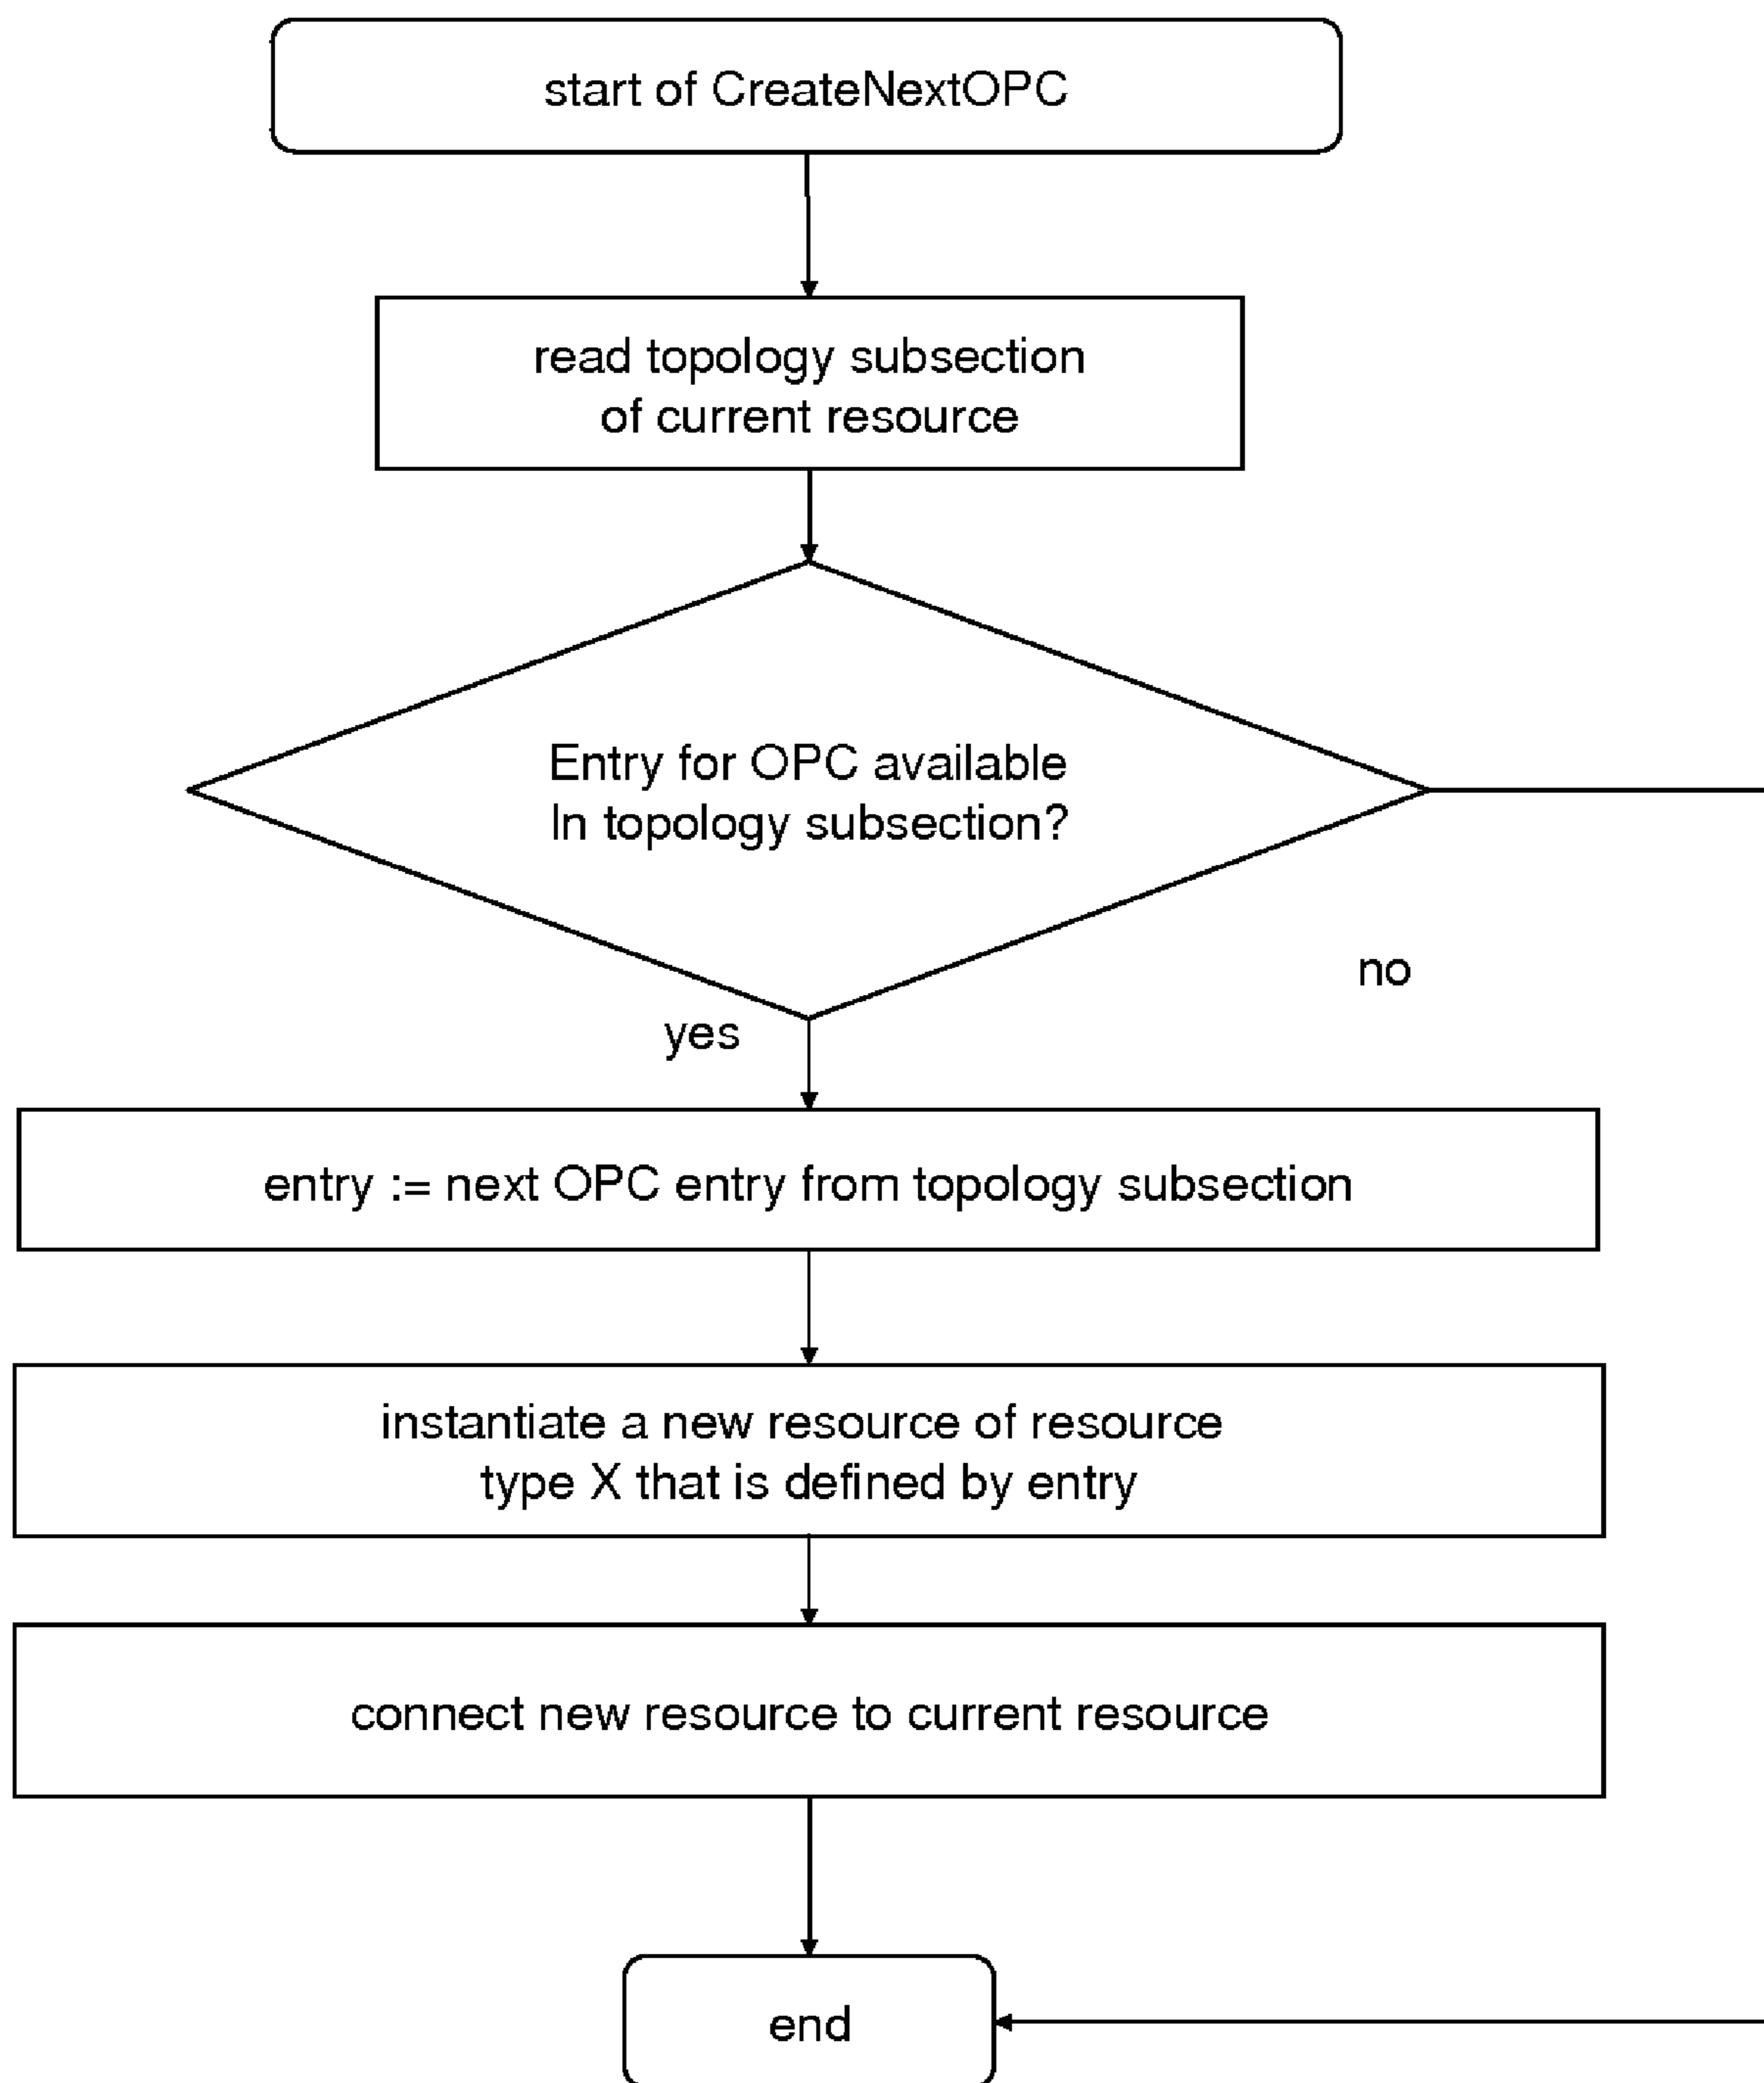 start of CreateNextOPC
read topology subsection
of current resource
Entry for OPC available
In topology subsection?
no
yes
entry := next OPC entry from topology subsection
instantiate a new resource of resource
type X that is defined by entry
connect new resource to current resource
end